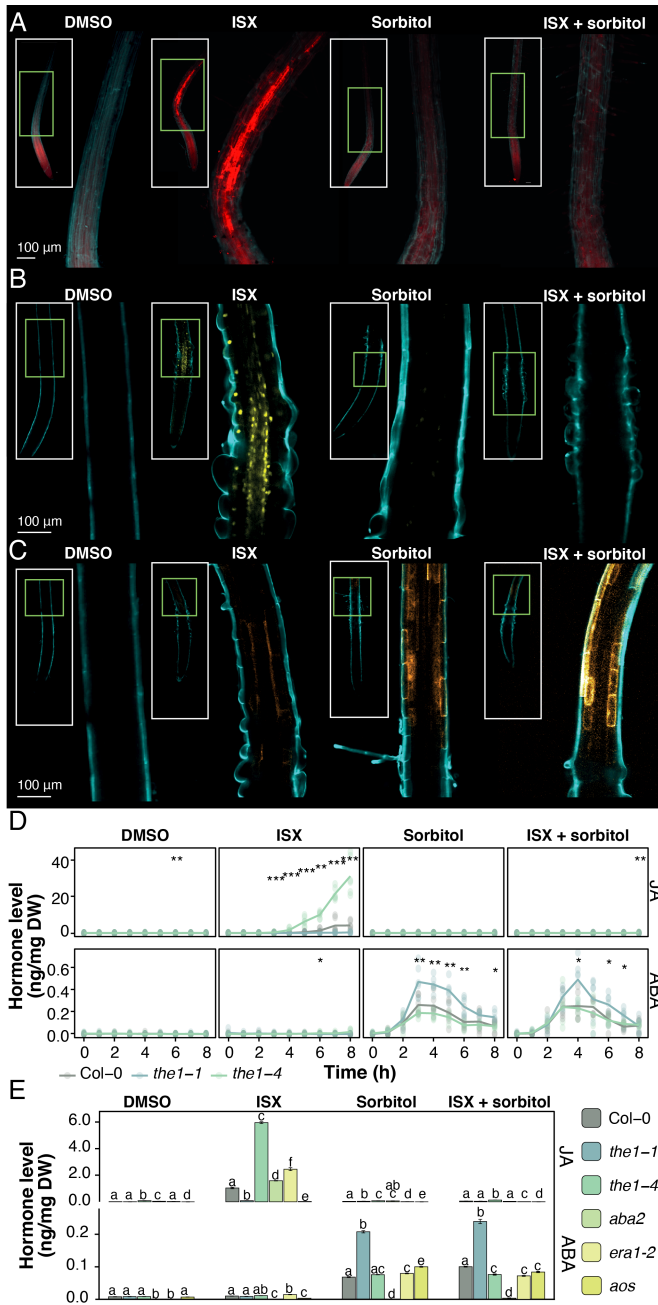 A
DMSO ISX Sorbitol ISX + sorbitol
100 µm
B
DMSO ISX Sorbitol ISX + sorbitol
100 µm
C
DMSO ISX Sorbitol ISX + sorbitol
100 µm
D
DMSO ISX Sorbitol ISX + sorbitol
Hormone level
(ng/mg DW)
40
20
0
** *** *** *** ** *** *** **
JA
0.6
0.4
0.2
0.0
* ** ** ** ** * * * *
ABA
0 2 4 6 8 0 2 4 6 8 0 2 4 6 8 0 2 4 6 8
Col−0 the1−1 the1−4 Time (h)
E
DMSO ISX Sorbitol ISX + sorbitol
Hormone level
(ng/mg DW)
6.0
4.0
2.0
0.0
a a b c a d
a b c d f e
a b c ab d e
a a b a c d
JA
0.2
0.1
0
a a a b b a
a a ab c b c
a b ac d c e
a b c d c c
ABA
Col−0
the1−1
the1−4
aba2
era1-2
aos